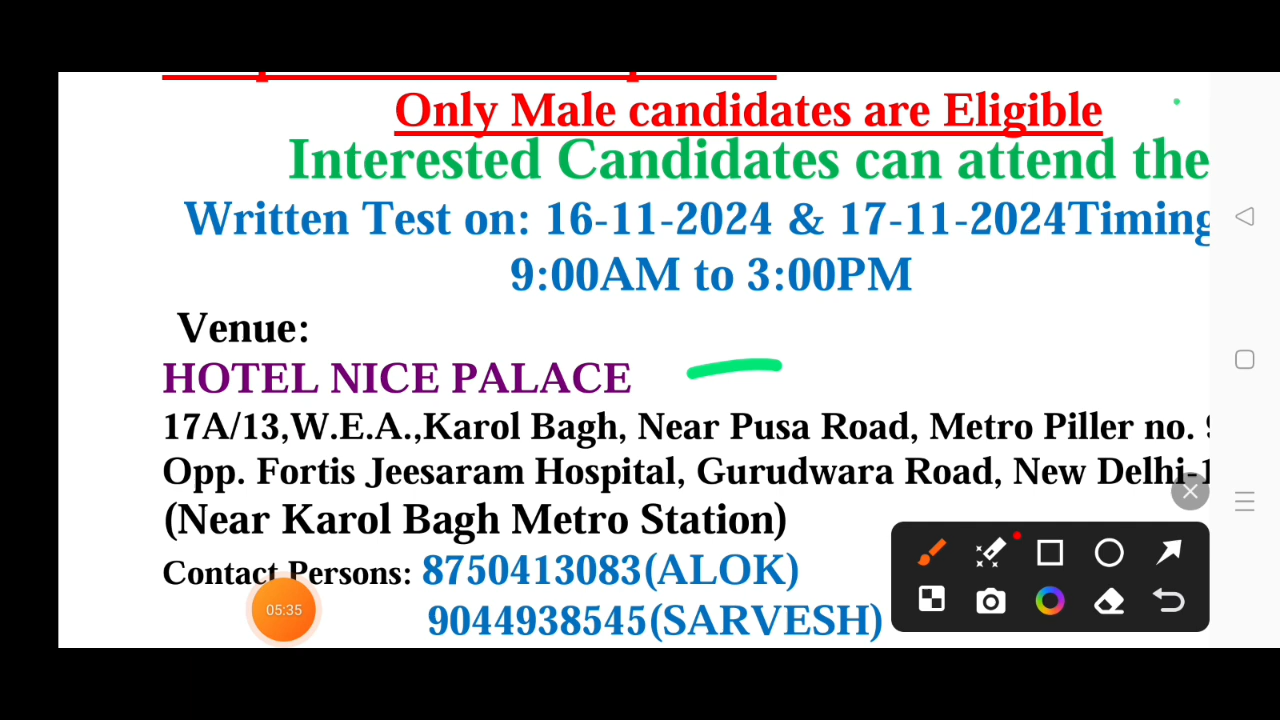 Only Male candidates are Eligible
Interested Candidates can attend the
Written Test on: 16-11-2024 & 17-11-2024Timing
9:00AM to 3:00PM
Venue:
HOTEL NICE PALACE
17A/13,W.E.A.,Karol Bagh, Near Pusa Road, Metro Piller no.
Opp. Fortis Jeesaram Hospital, Gurudwara Road, New Delhi-1
(Near Karol Bagh Metro Station)
Contact Persons: 8750413083(ALOK)
05:35
9044938545(SARVESH)